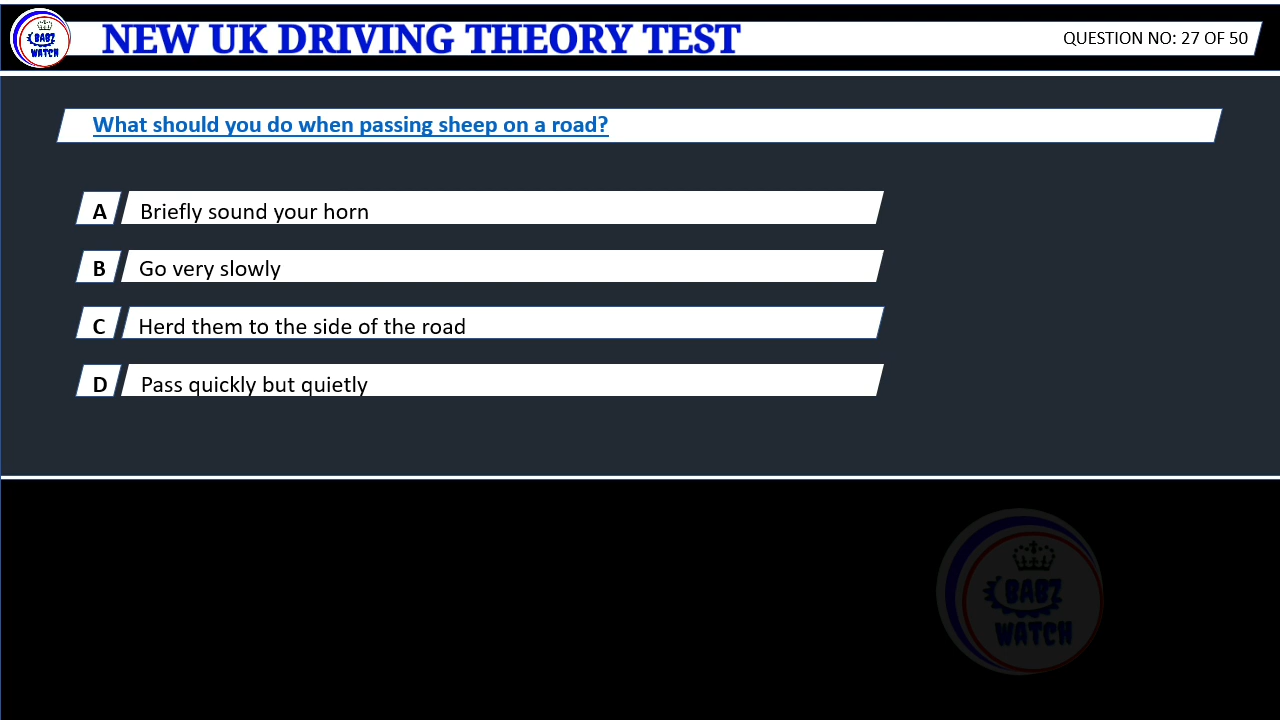 BABZ
WATCH
NEW UK DRIVING THEORY TEST
QUESTION NO: 27 OF 50
What should you do when passing sheep on a road?
A Briefly sound your horn
B Go very slowly
C Herd them to the side of the road
D Pass quickly but quietly
BABZ
WATCH